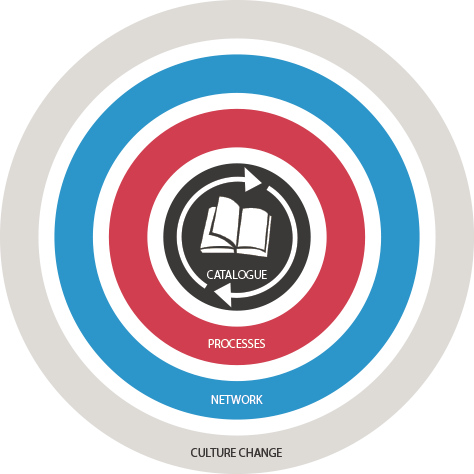 CATALOGUE
PROCESSES
NETWORK
CULTURE CHANGE